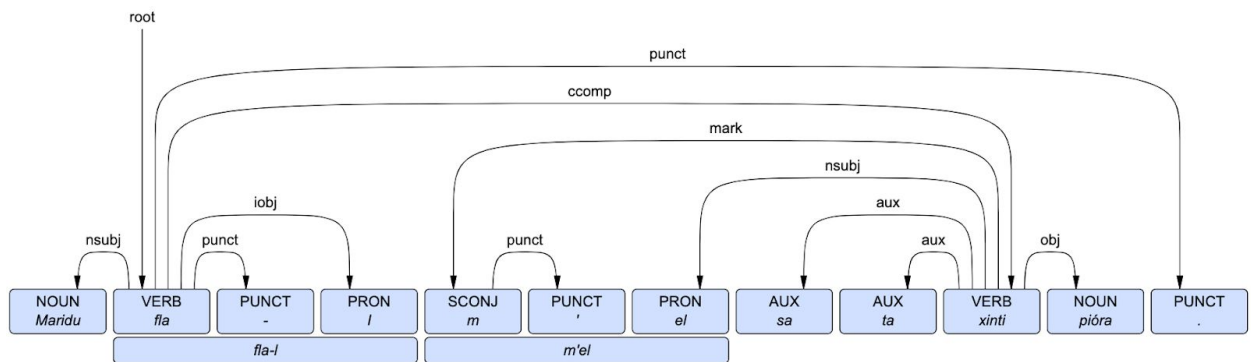 root
punct
ccomp
mark
nsubj
iobj
aux
nsubj punct punct aux obj
NOUN VERB PUNCT PRON SCONJ PUNCT PRON AUX AUX VERB NOUN PUNCT
Maridu fla - l m ' el sa ta xinti pióra .
fla-l m'el